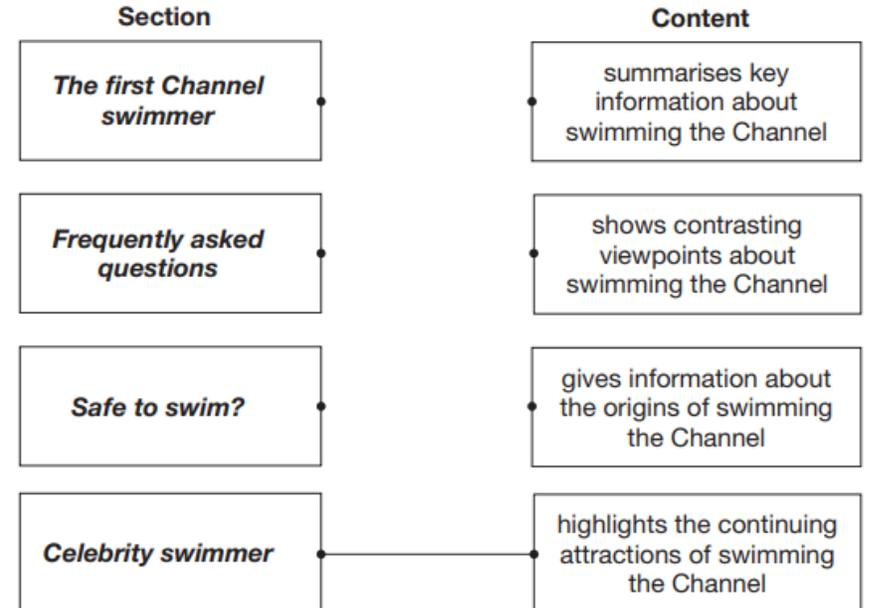 Section
Content
The first Channel
swimmer
summarises key
information about
swimming the Channel
Frequently asked
questions
shows contrasting
viewpoints about
swimming the Channel
Safe to swim?
gives information about
the origins of swimming
the Channel
Celebrity swimmer
highlights the continuing
attractions of swimming
the Channel